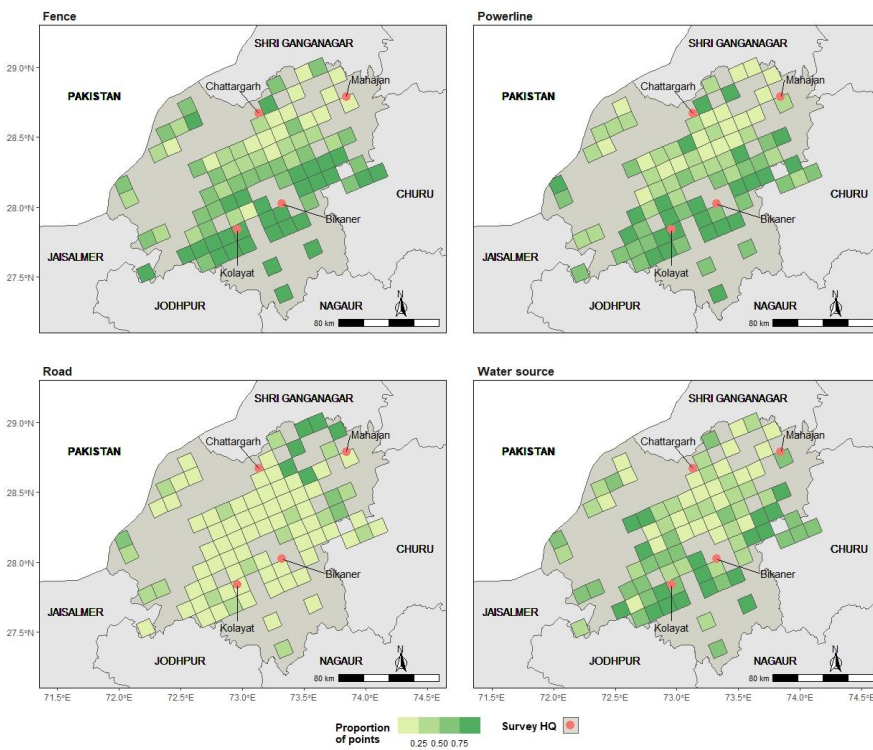 Fence
SHRI GANGANAGAR
29.0°N
Chattargarh
Mahajan
PAKISTAN
28.5°N
CHURU
28.0°N
Bikaner
JAISALMER
Kolayat
27.5°N
JODHPUR
NAGAUR
N
80 km
Powerline
SHRI GANGANAGAR
Chattargarh
Mahajan
PAKISTAN
CHURU
Bikaner
JAISALMER
Kolayat
JODHPUR
NAGAUR
N
80 km
Road
SHRI GANGANAGAR
29.0°N
Chattargarh
Mahajan
PAKISTAN
28.5°N
CHURU
28.0°N
Bikaner
JAISALMER
Kolayat
27.5°N
JODHPUR
NAGAUR
N
80 km
71.5°E 72.0°E 72.5°E 73.0°E 73.5°E 74.0°E 74.5°E
Water source
SHRI GANGANAGAR
Chattargarh
Mahajan
PAKISTAN
CHURU
Bikaner
JAISALMER
Kolayat
JODHPUR
NAGAUR
N
80 km
71.5°E 72.0°E 72.5°E 73.0°E 73.5°E 74.0°E 74.5°E
Proportion
of points
0.25 0.50 0.75
Survey HQ